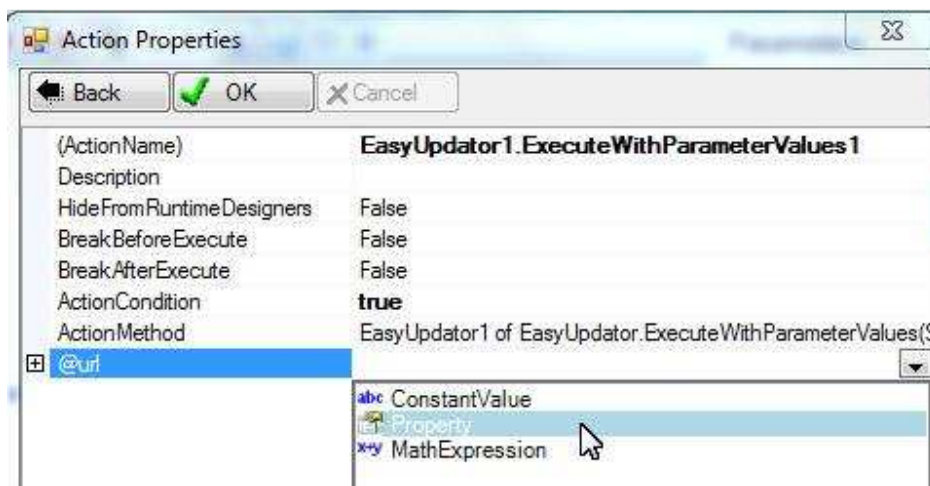 Action Properties
Back OK Cancel
(ActionName) EasyUpdator1.ExecuteWithParameterValues1
Description
HideFromRuntimeDesigners False
BreakBeforeExecute False
BreakAfterExecute False
ActionCondition true
ActionMethod EasyUpdator1 of EasyUpdator.ExecuteWithParameterValues(S
@url
abc ConstantValue
Property
x+y MathExpression